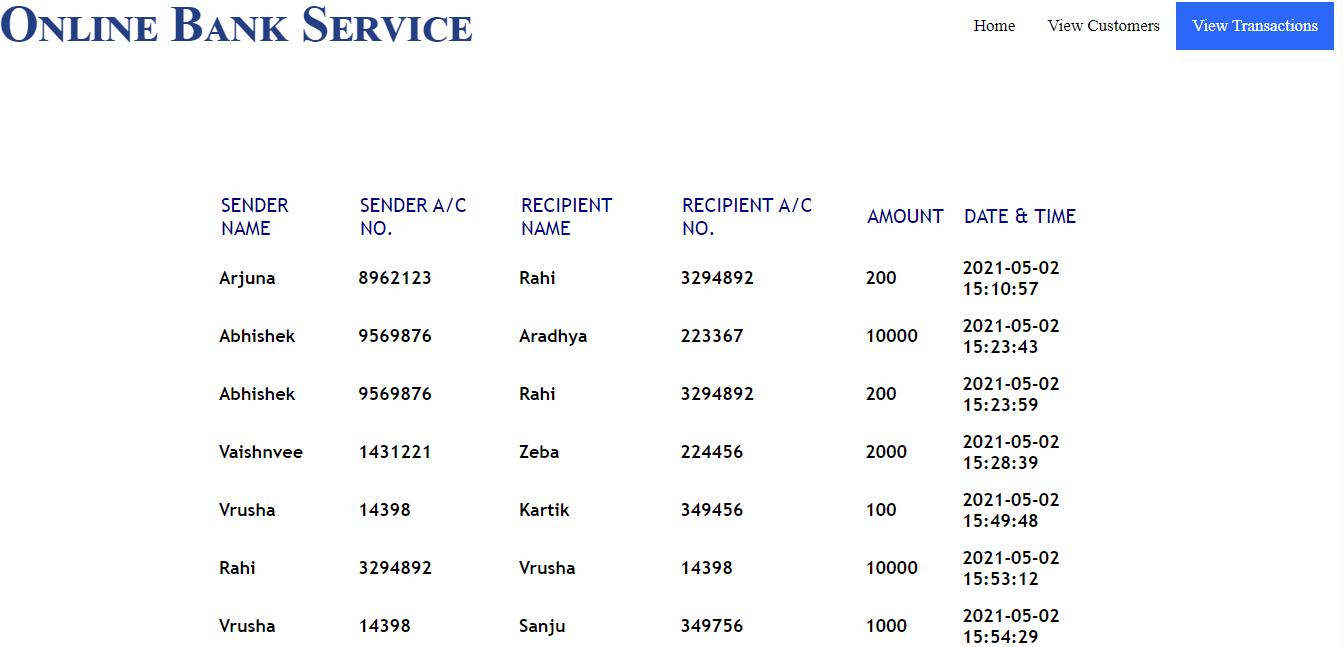 Online Bank Service
Home View Customers View Transactions
SENDER NAME SENDER A/C NO. RECIPIENT NAME RECIPIENT A/C NO. AMOUNT DATE & TIME
Arjuna 8962123 Rahi 3294892 200 2021-05-02 15:10:57
Abhishek 9569876 Aradhya 223367 10000 2021-05-02 15:23:43
Abhishek 9569876 Rahi 3294892 200 2021-05-02 15:23:59
Vaishnvee 1431221 Zeba 224456 2000 2021-05-02 15:28:39
Vrusha 14398 Kartik 349456 100 2021-05-02 15:49:48
Rahi 3294892 Vrusha 14398 10000 2021-05-02 15:53:12
Vrusha 14398 Sanju 349756 1000 2021-05-02 15:54:29